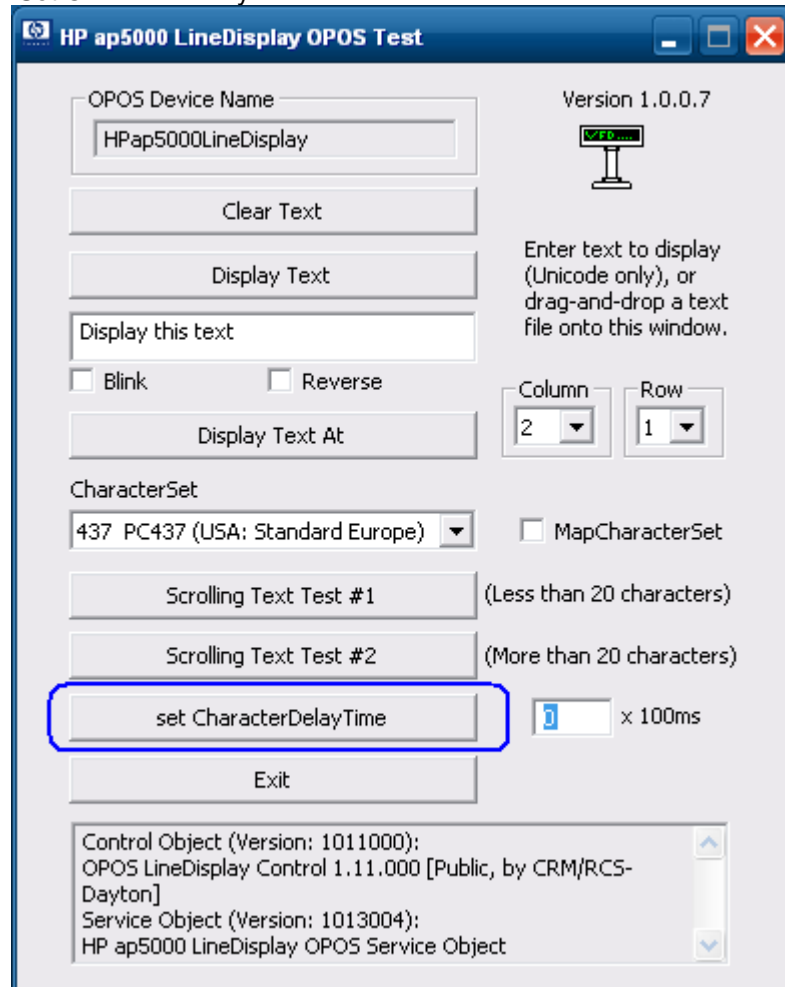 HP ap5000 LineDisplay OPOS Test
OPOS Device Name
HPap5000LineDisplay
Version 1.0.0.7
VFD....
Clear Text
Display Text
Enter text to display
(Unicode only), or
drag-and-drop a text
file onto this window.
Display this text
Blink
Reverse
Column
Row
2
1
Display Text At
CharacterSet
437 PC437 (USA: Standard Europe)
MapCharacterSet
Scrolling Text Test #1
(Less than 20 characters)
Scrolling Text Test #2
(More than 20 characters)
set CharacterDelayTime
0
x 100ms
Exit
Control Object (Version: 1011000):
OPOS LineDisplay Control 1.11.000 [Public, by CRM/RCS-
Dayton]
Service Object (Version: 1013004):
HP ap5000 LineDisplay OPOS Service Object